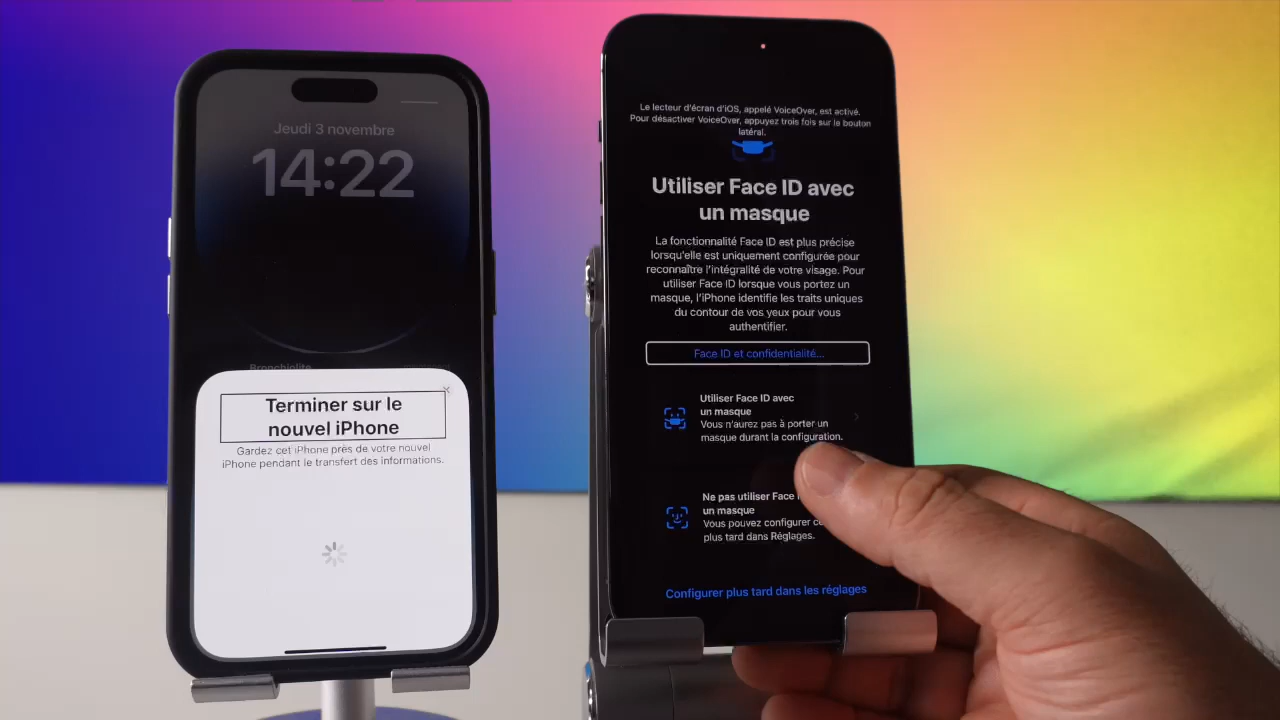 Jeudi 3 novembre
14:22
Bronchiolite
Terminer sur le
nouvel iPhone
Gardez cet iPhone près de votre nouvel
iPhone pendant le transfert des informations.
Le lecteur d'écran d'iOS, appelé VoiceOver, est activé.
Pour désactiver VoiceOver, appuyez trois fois sur le bouton
latéral.
Utiliser Face ID avec
un masque
La fonctionnalité Face ID est plus précise
lorsqu'elle est uniquement configurée pour
reconnaître l'intégralité de votre visage. Pour
utiliser Face ID lorsque vous portez un
masque, l'iPhone identifie les traits uniques
du contour de vos yeux pour vous
authentifier.
Face ID et confidentialité...
Utiliser Face ID avec
un masque
Vous n'aurez pas à porter un
masque durant la configuration.
Ne pas utiliser Face
un masque
Vous pouvez configurer
plus tard dans Réglages.
Configurer plus tard dans les réglages